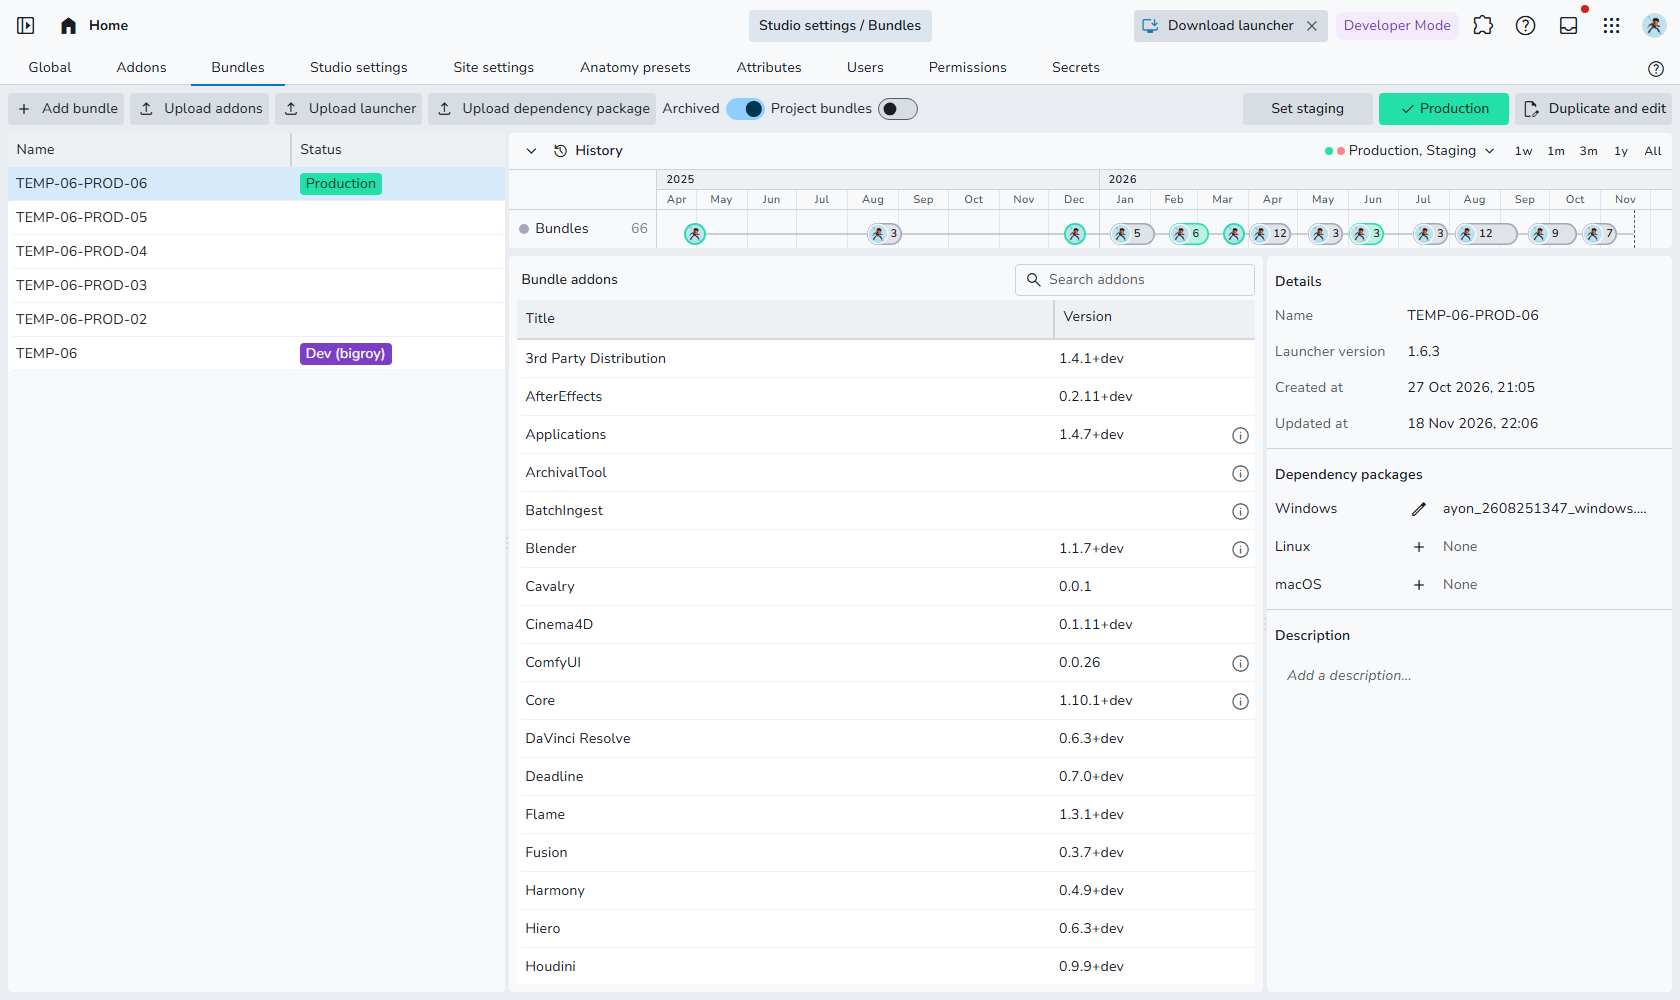 Home
Studio settings / Bundles
Download launcher
Developer Mode
Global Addons Bundles Studio settings Site settings Anatomy presets Attributes Users Permissions Secrets
Add bundle Upload addons Upload launcher Upload dependency package Archived Project bundles Set staging Production Duplicate and edit
Name Status
TEMP-06-PROD-06 Production
TEMP-06-PROD-05
TEMP-06-PROD-04
TEMP-06-PROD-03
TEMP-06-PROD-02
TEMP-06 Dev (bigroy)
History Production, Staging 1w 1m 3m 1y All
2025 2026
Apr May Jun Jul Aug Sep Oct Nov Dec Jan Feb Mar Apr May Jun Jul Aug Sep Oct Nov
Bundles 66 3 5 6 12 3 3 3 12 9 7
Bundle addons Search addons
Title Version
3rd Party Distribution 1.4.1+dev
AfterEffects 0.2.11+dev
Applications 1.4.7+dev
ArchivalTool
BatchIngest
Blender 1.1.7+dev
Cavalry 0.0.1
Cinema4D 0.1.11+dev
ComfyUI 0.0.26
Core 1.10.1+dev
DaVinci Resolve 0.6.3+dev
Deadline 0.7.0+dev
Flame 1.3.1+dev
Fusion 0.3.7+dev
Harmony 0.4.9+dev
Hiero 0.6.3+dev
Houdini 0.9.9+dev
Details
Name TEMP-06-PROD-06
Launcher version 1.6.3
Created at 27 Oct 2026, 21:05
Updated at 18 Nov 2026, 22:06
Dependency packages
Windows ayon_2608251347_windows....
Linux None
macOS None
Description
Add a description...